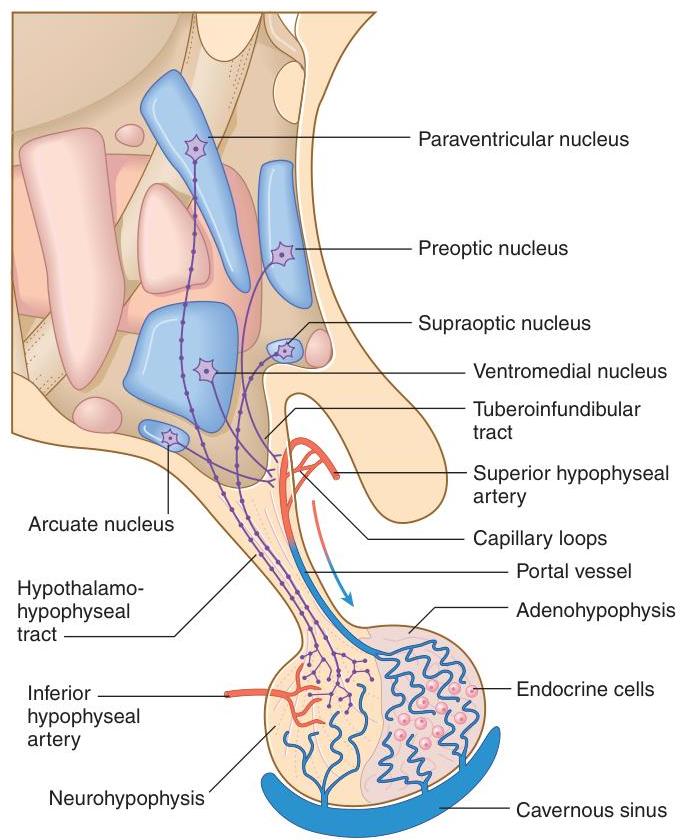 Paraventricular nucleus
Preoptic nucleus
Supraoptic nucleus
Ventromedial nucleus
Tuberoinfundibular
tract
Superior hypophyseal
artery
Arcuate nucleus
Capillary loops
Portal vessel
Hypothalamo-
hypophyseal
tract
Adenohypophysis
Endocrine cells
Inferior
hypophyseal
artery
Neurohypophysis
Cavernous sinus